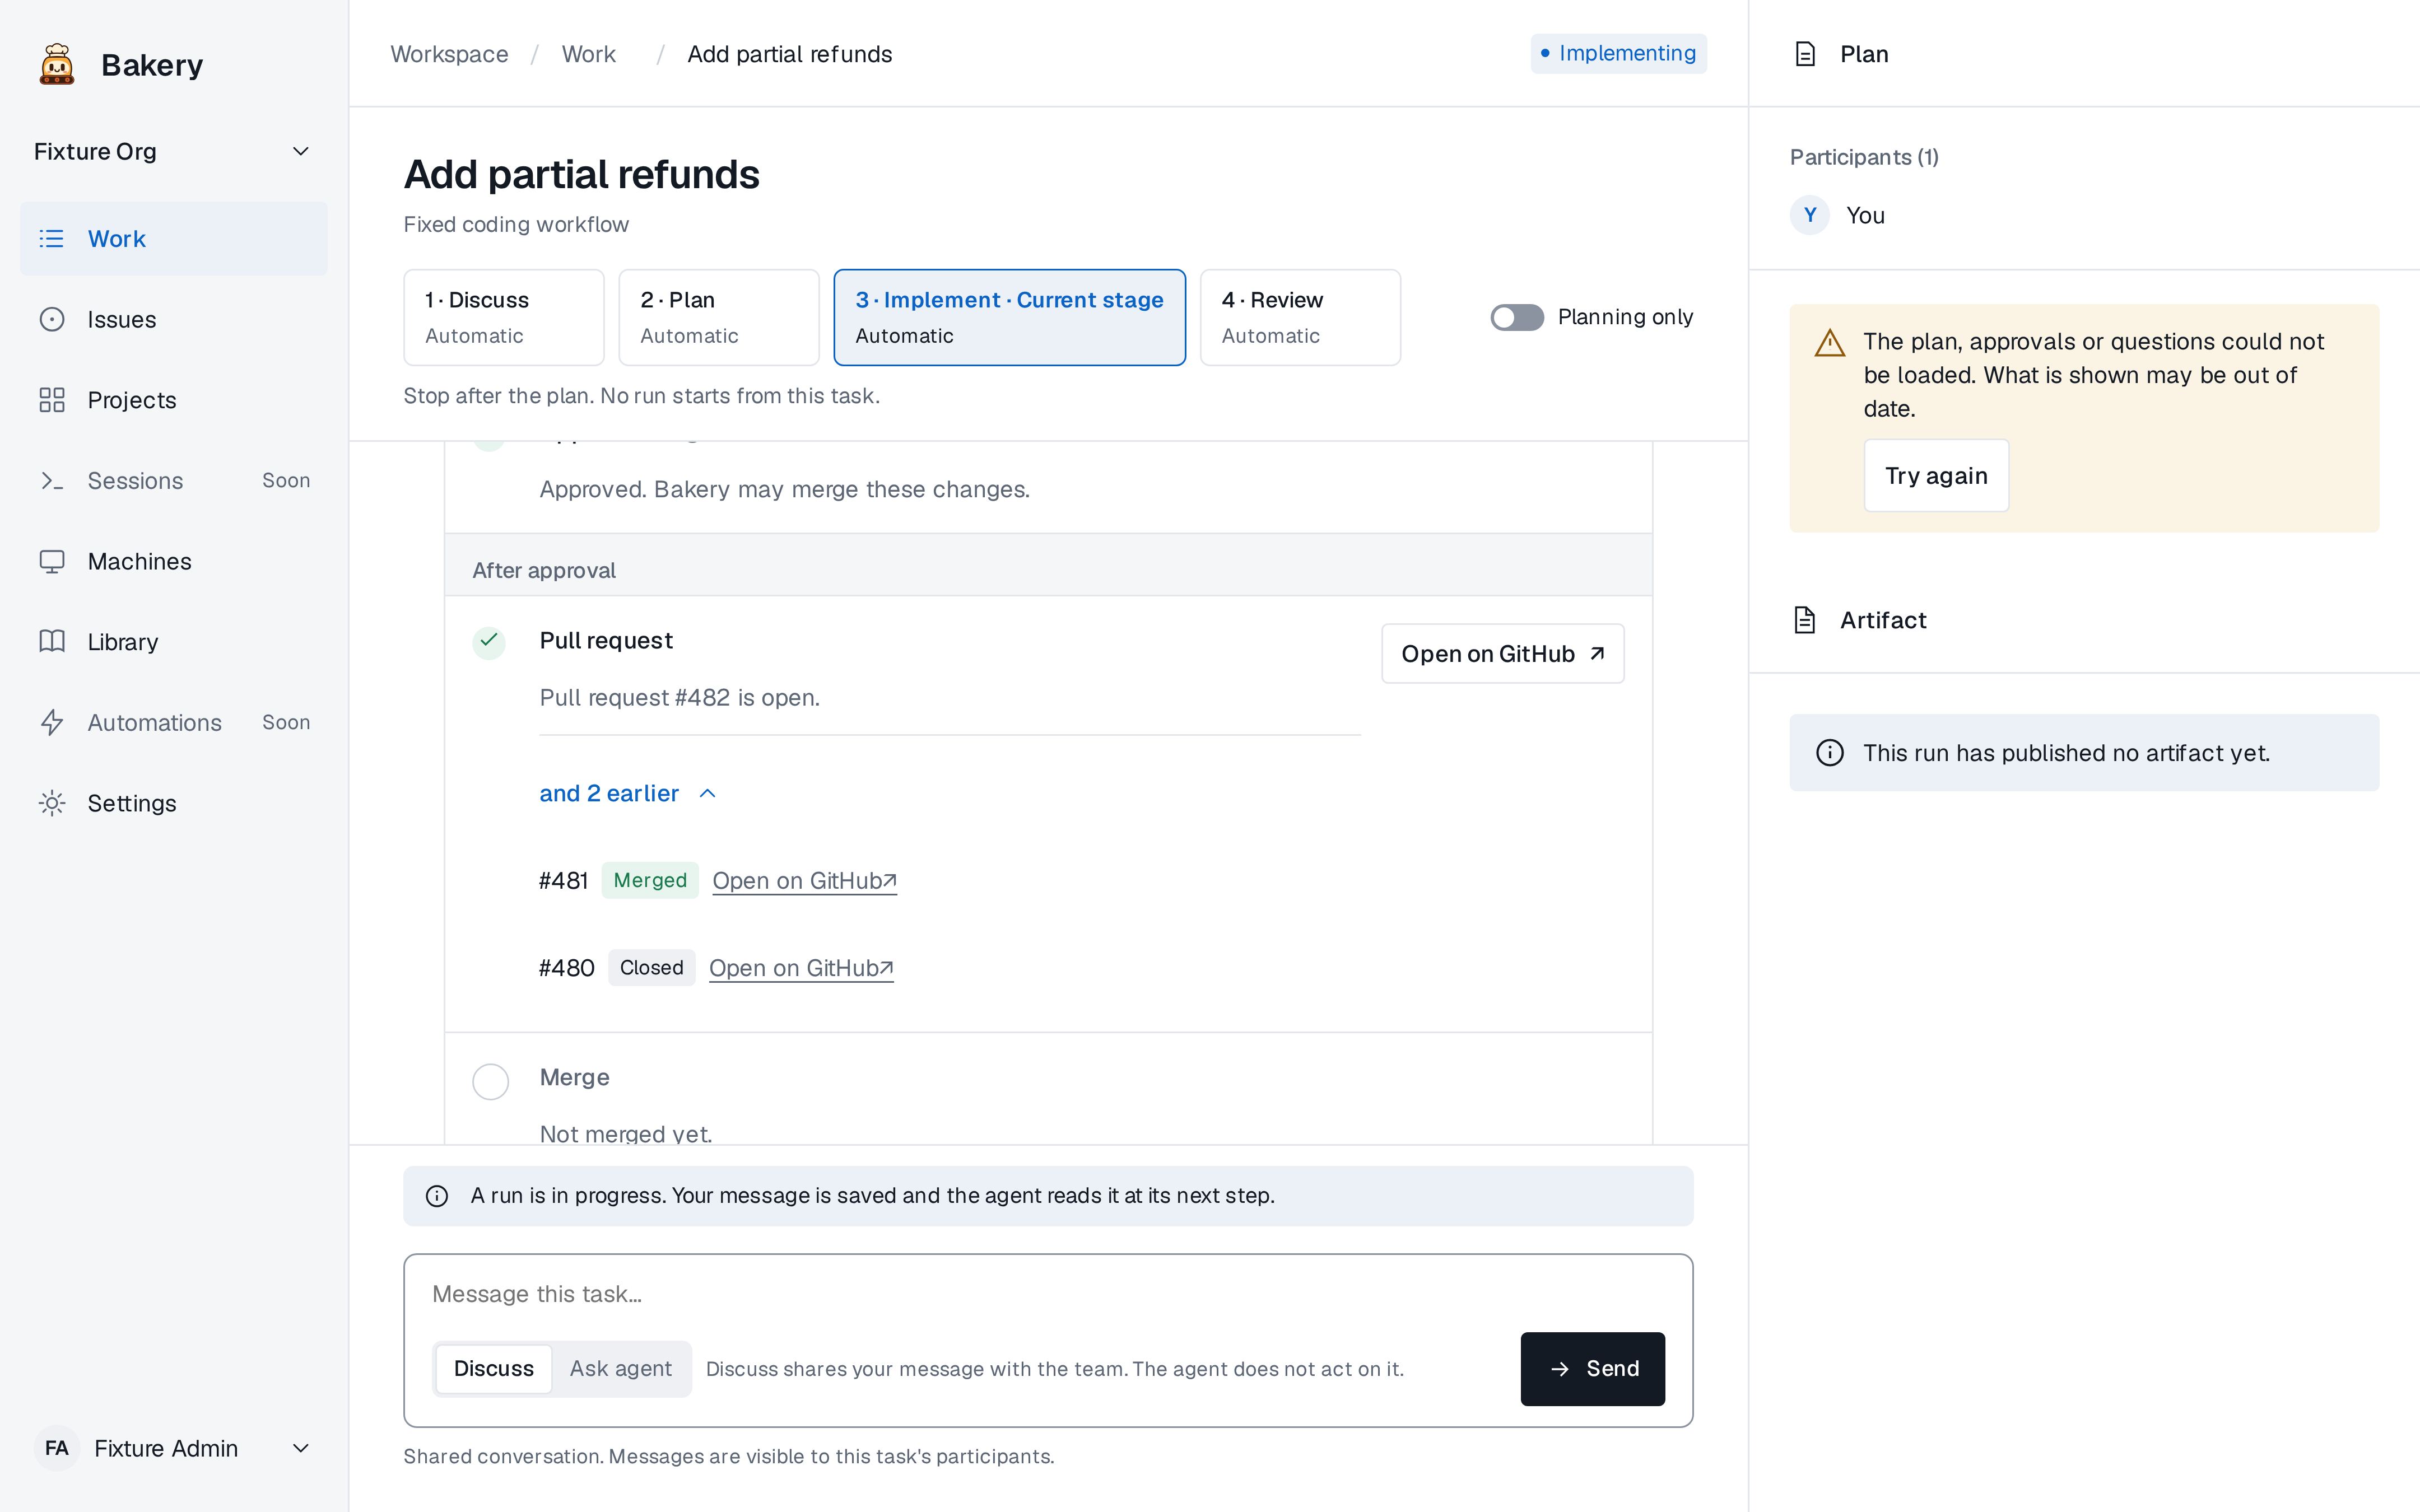 Bakery
Fixture Org
Work
Issues
Projects
Sessions Soon
Machines
Library
Automations Soon
Settings
FA Fixture Admin
Workspace / Work / Add partial refunds
Implementing
Add partial refunds
Fixed coding workflow
1 · Discuss
Automatic
2 · Plan
Automatic
3 · Implement · Current stage
Automatic
4 · Review
Automatic
Planning only
Stop after the plan. No run starts from this task.
Approved. Bakery may merge these changes.
After approval
Pull request
Open on GitHub
Pull request #482 is open.
and 2 earlier
#481 Merged Open on GitHub
#480 Closed Open on GitHub
Merge
Not merged yet.
A run is in progress. Your message is saved and the agent reads it at its next step.
Message this task...
Discuss Ask agent Discuss shares your message with the team. The agent does not act on it.
Send
Shared conversation. Messages are visible to this task's participants.
Plan
Participants (1)
Y You
The plan, approvals or questions could not
be loaded. What is shown may be out of
date.
Try again
Artifact
This run has published no artifact yet.